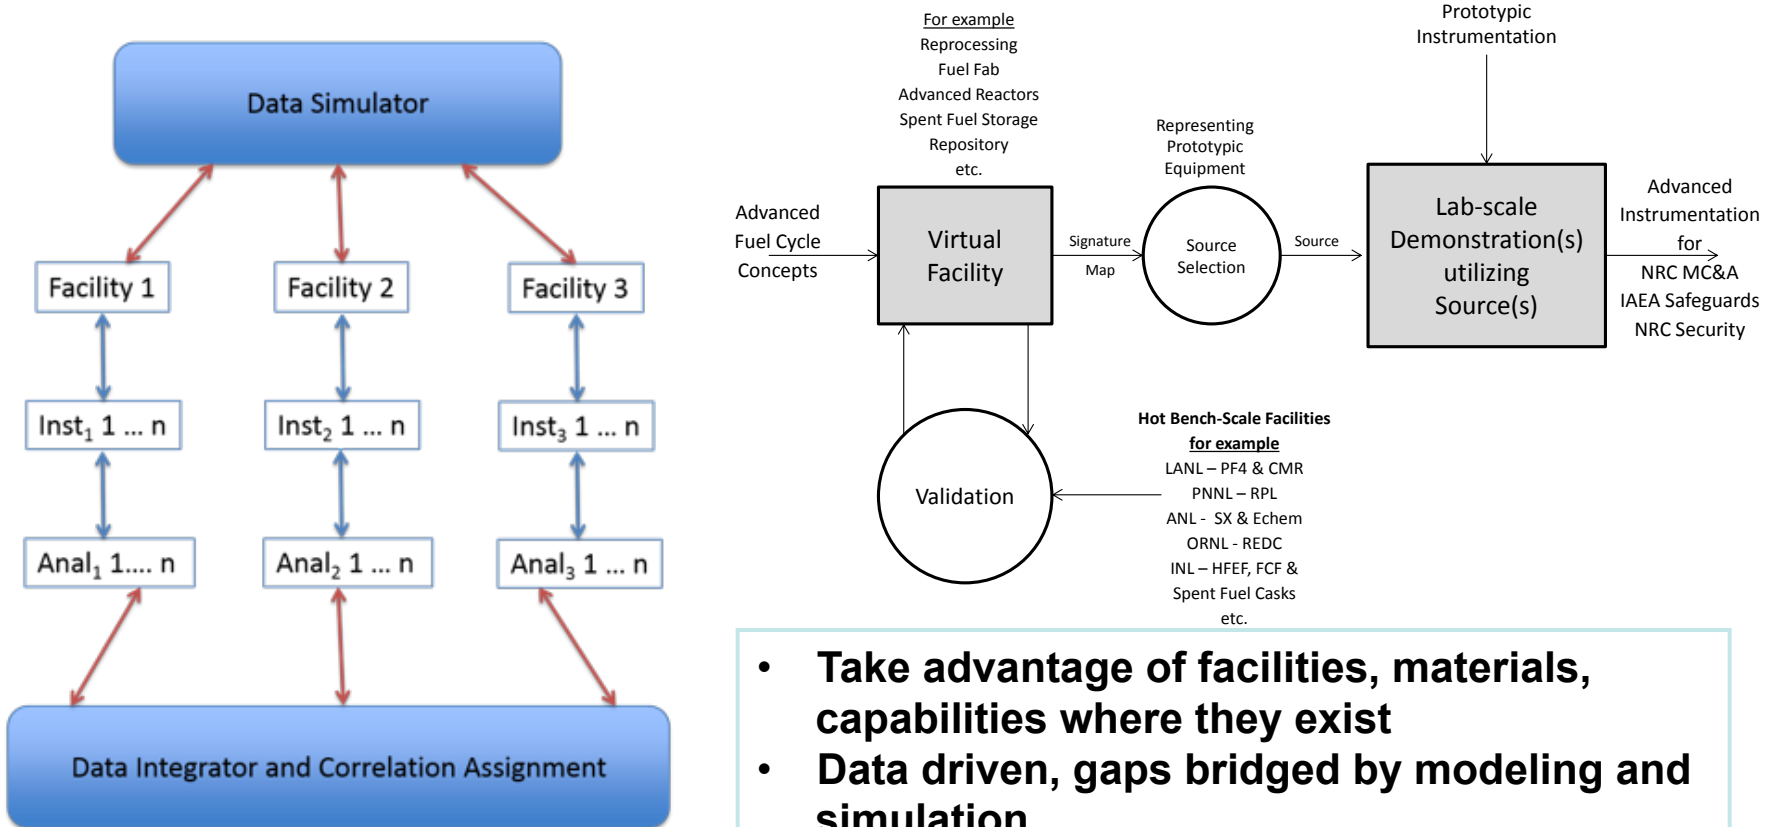 Data Simulator
Facility 1
Facility 2
Facility 3
Inst₁ 1 ... n
Inst₂ 1 ... n
Inst₃ 1 ... n
Anal₁ 1.... n
Anal₂ 1 ... n
Anal₃ 1 ... n
Data Integrator and Correlation Assignment
For example
Reprocessing
Fuel Fab
Advanced Reactors
Spent Fuel Storage
Repository
etc.
Advanced
Fuel Cycle
Concepts
Virtual
Facility
Signature
Map
Representing
Prototypic
Equipment
Source
Selection
Source
Prototypic
Instrumentation
Lab-scale
Demonstration(s)
utilizing
Source(s)
Advanced
Instrumentation
for
NRC MC&A
IAEA Safeguards
NRC Security
Validation
Hot Bench-Scale Facilities
for example
LANL – PF4 & CMR
PNNL – RPL
ANL - SX & Echem
ORNL - REDC
INL – HFEF, FCF &
Spent Fuel Casks
etc.
• Take advantage of facilities, materials,
capabilities where they exist
• Data driven, gaps bridged by modeling and
simulation